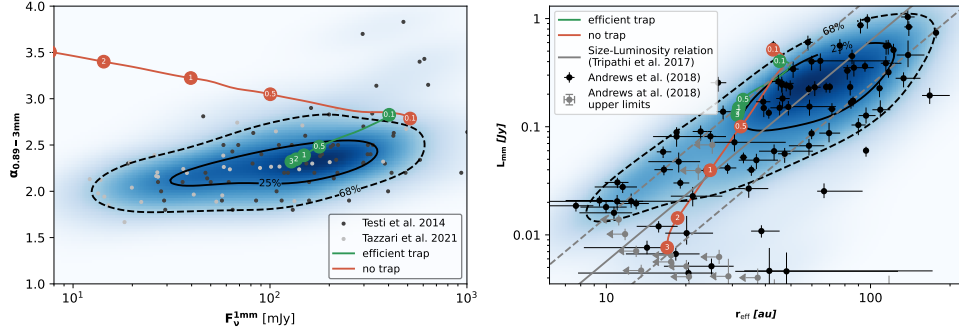 4.0
3.5
3.0
2.5
2.0
1.5
1.0
α0.89−3mm
10¹
10²
10³
Fν1mm [mJy]
2
1
0.5
0.1
0.1
0.5
1
2
3
25%
68%
Testi et al. 2014
Tazzari et al. 2021
efficient trap
no trap
1.0
0.1
0.01
Lmm [Jy]
10
100
reff [au]
efficient trap
no trap
Size-Luminosity relation
(Tripathi et al. 2017)
Andrews et al. (2018)
Andrews at al. (2018)
upper limits
68%
0.1
0.1
0.5
1
3
0.5
1
2
3